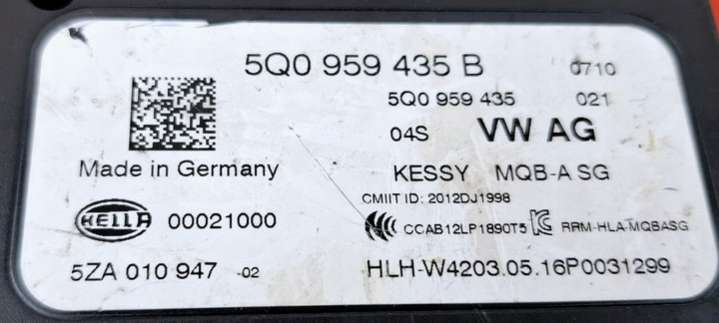 5Q0 959 435 B 0710
5Q0 959 435 021
04S VW AG
Made in Germany KESSY MQB-A SG
CMIIT ID: 2012DJ1998
HELLA 00021000 CCAB12LP1890T5 RRM-HLA-MQBASG
5ZA 010 947 -02 HLH-W4203.05.16P0031299